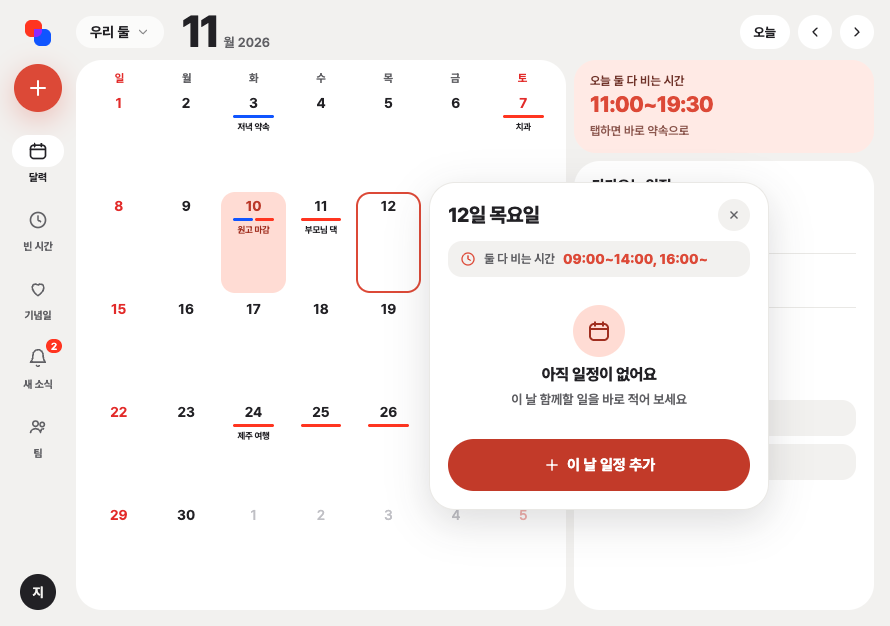 우리 둘
11 월 2026
오늘
일 월 화 수 목 금 토
1 2 3 4 5 6 7
저녁 약속 치과
8 9 10 11 12
원고 마감 부모님 댁
15 16 17 18 19
22 23 24 25 26
제주 여행
29 30 1 2 3 4 5
달력
빈 시간
기념일
2
새 소식
팀
지
오늘 둘 다 비는 시간
11:00~19:30
탭하면 바로 약속으로
12일 목요일
둘 다 비는 시간 09:00~14:00, 16:00~
아직 일정이 없어요
이 날 함께할 일을 바로 적어 보세요
이 날 일정 추가